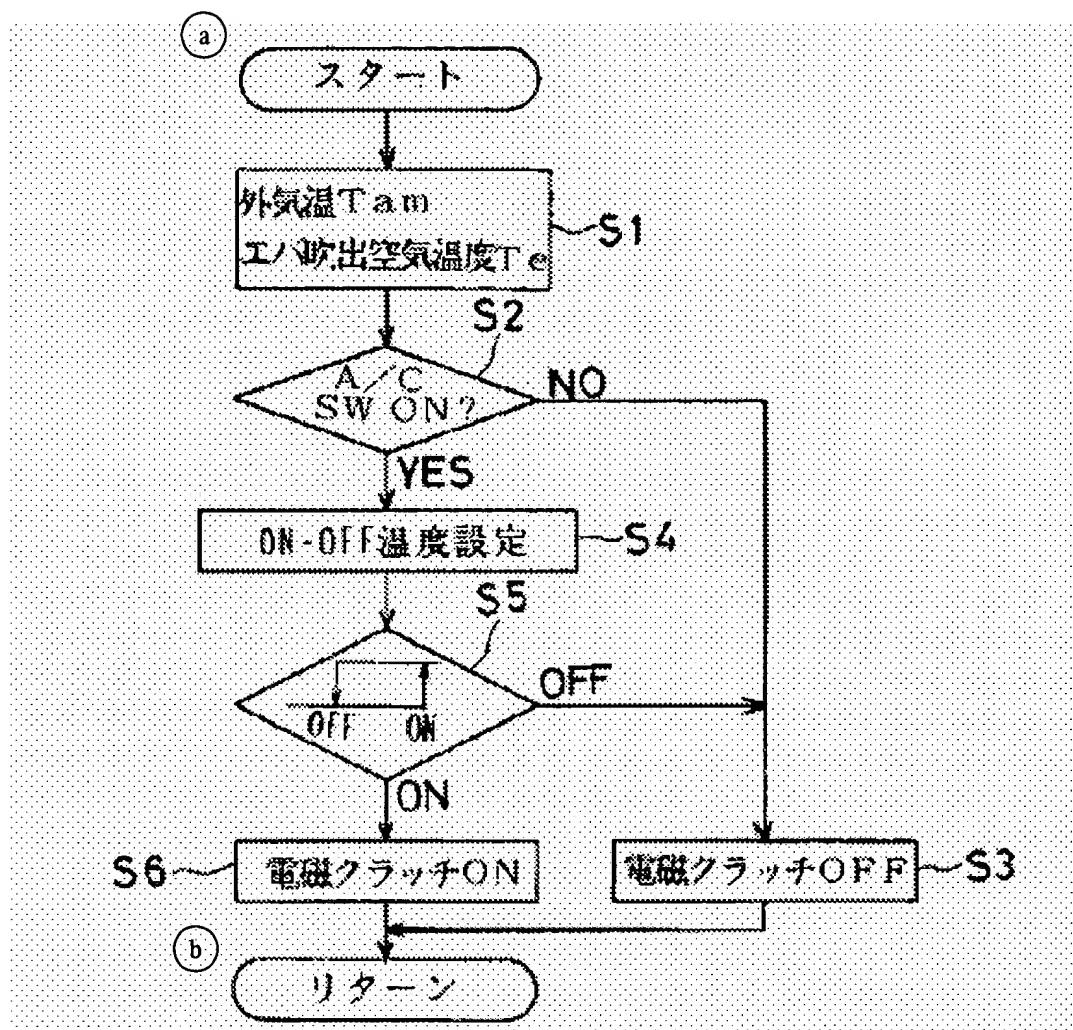 a
スタート
外気温Tam
エバ吹出空気温度Te
S1
S2
A/C
SW ON?
NO
YES
ON-OFF温度設定
S4
S5
OFF
ON
OFF
ON
S6
電磁クラッチON
電磁クラッチOFF
S3
b
リターン